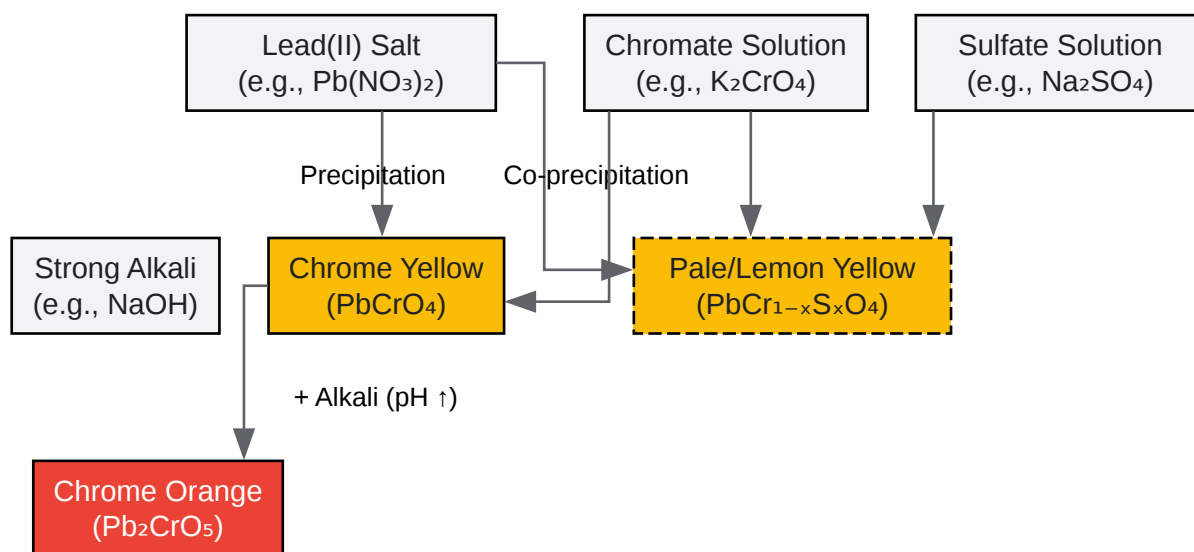 Lead(II) Salt
(e.g., Pb(NO₃)₂)
Chromate Solution
(e.g., K₂CrO₄)
Sulfate Solution
(e.g., Na₂SO₄)
Precipitation
Co-precipitation
Strong Alkali
(e.g., NaOH)
Chrome Yellow
(PbCrO₄)
Pale/Lemon Yellow
(PbCr₁₋ₓSₓO₄)
+ Alkali (pH ↑)
Chrome Orange
(Pb₂CrO₅)